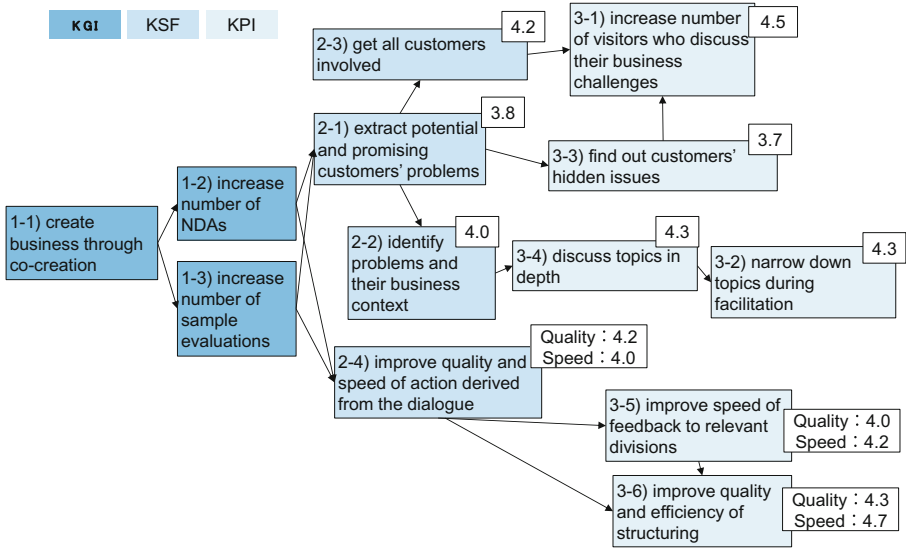 KGI
KSF
KPI
4.2
2-3) get all customers
involved
4.5
3-1) increase number
of visitors who discuss
their business
challenges
3.8
2-1) extract potential
and promising
customers' problems
3.7
3-3) find out customers'
hidden issues
1-2) increase
number of
NDAs
1-1) create
business through
co-creation
1-3) increase
number of
sample
evaluations
4.0
2-2) identify
problems and
their business
context
4.3
3-4) discuss topics in
depth
4.3
3-2) narrow down
topics during
facilitation
Quality：4.2
Speed：4.0
2-4) improve quality and
speed of action derived
from the dialogue
3-5) improve speed of
feedback to relevant
divisions
Quality：4.0
Speed：4.2
3-6) improve quality
and efficiency of
structuring
Quality：4.3
Speed：4.7